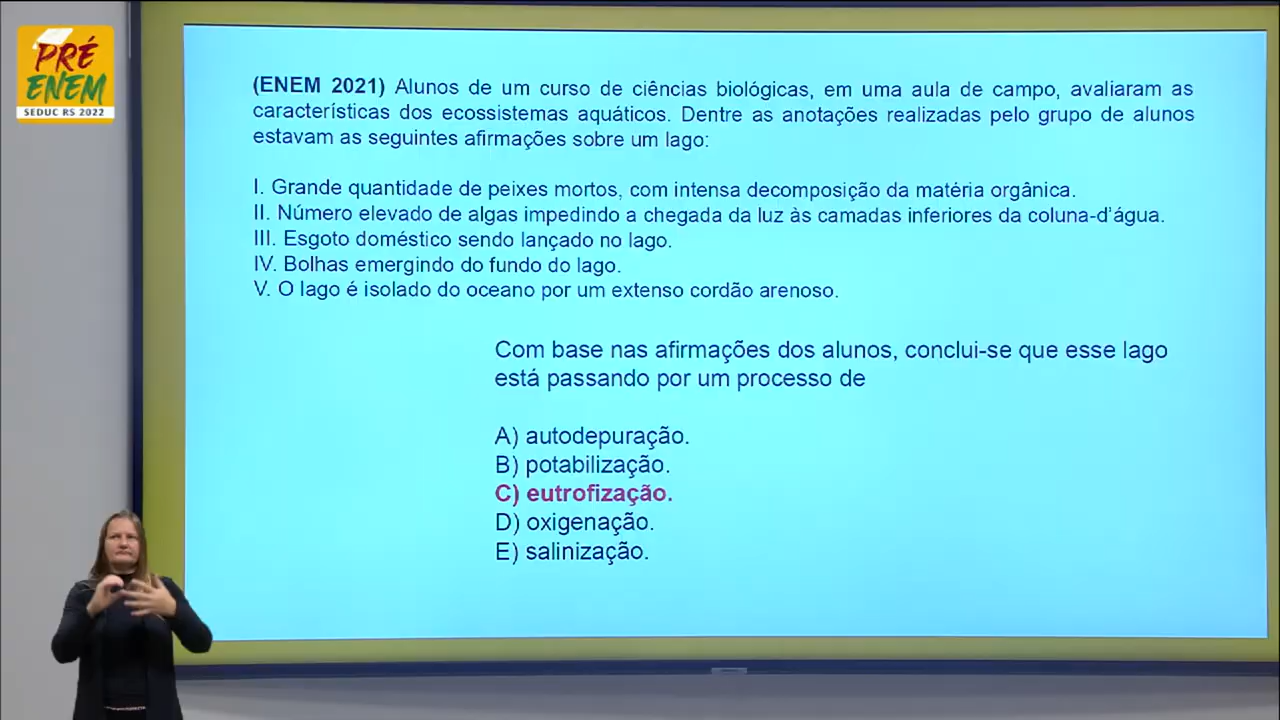 PRÉ
ENEM
SEDUC RS 2022
(ENEM 2021) Alunos de um curso de ciências biológicas, em uma aula de campo, avaliaram as
características dos ecossistemas aquáticos. Dentre as anotações realizadas pelo grupo de alunos
estavam as seguintes afirmações sobre um lago:
I. Grande quantidade de peixes mortos, com intensa decomposição da matéria orgânica.
II. Número elevado de algas impedindo a chegada da luz às camadas inferiores da coluna-d'água.
III. Esgoto doméstico sendo lançado no lago.
IV. Bolhas emergindo do fundo do lago.
V. O lago é isolado do oceano por um extenso cordão arenoso.
Com base nas afirmações dos alunos, conclui-se que esse lago
está passando por um processo de
A) autodepuração.
B) potabilização.
C) eutrofização.
D) oxigenação.
E) salinização.